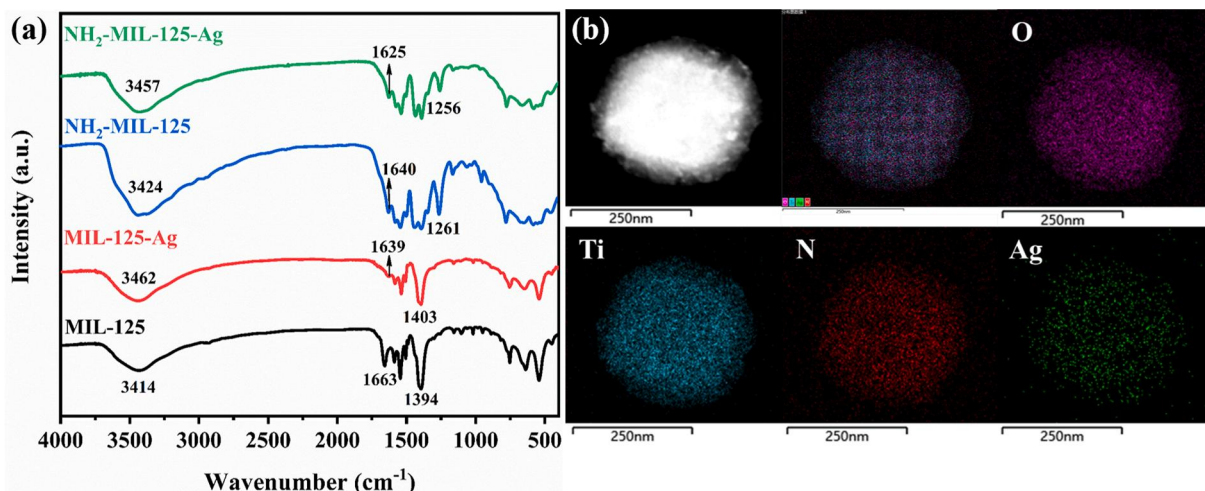 (a)
NH₂-MIL-125-Ag
3457
1625
1256
NH₂-MIL-125
3424
1640
1261
MIL-125-Ag
3462
1639
1403
MIL-125
3414
1663
1394
Intensity (a.u.)
4000 3500 3000 2500 2000 1500 1000 500
Wavenumber (cm⁻¹)
(b)
O
250nm
250nm
250nm
Ti
N
Ag
250nm
250nm
250nm